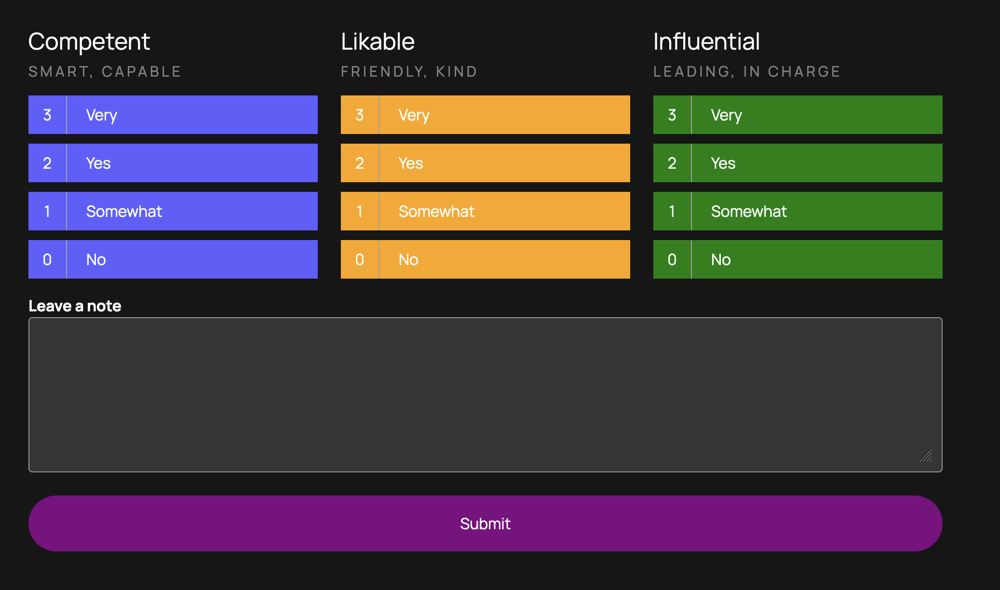 Competent
SMART, CAPABLE
3 Very
2 Yes
1 Somewhat
0 No
Likable
FRIENDLY, KIND
3 Very
2 Yes
1 Somewhat
0 No
Influential
LEADING, IN CHARGE
3 Very
2 Yes
1 Somewhat
0 No
Leave a note
Submit